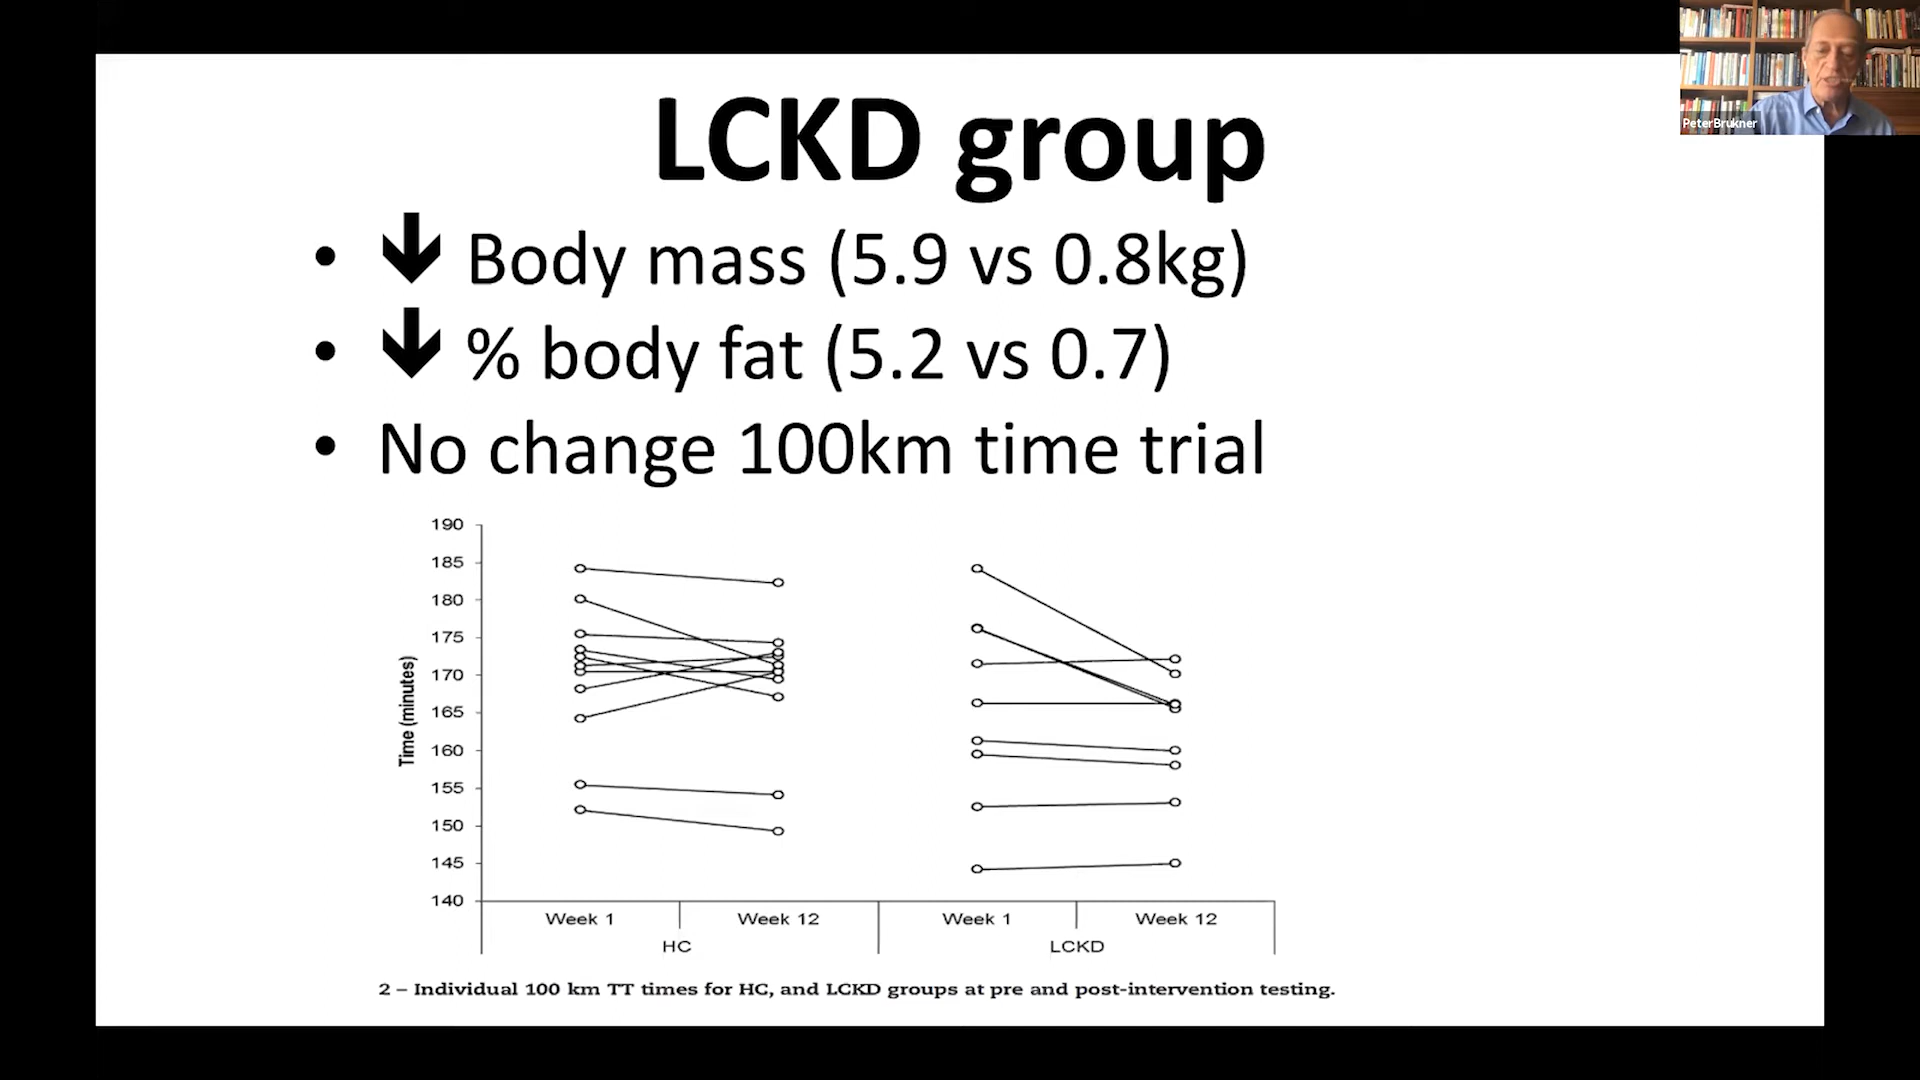 LCKD group
PeterBrukner
• 🡻 Body mass (5.9 vs 0.8kg)
• 🡻 % body fat (5.2 vs 0.7)
• No change 100km time trial
190
185
180
175
170
165
160
155
150
145
140
Time (minutes)
Week 1 Week 12 Week 1 Week 12
HC LCKD
2 – Individual 100 km TT times for HC, and LCKD groups at pre and post-intervention testing.